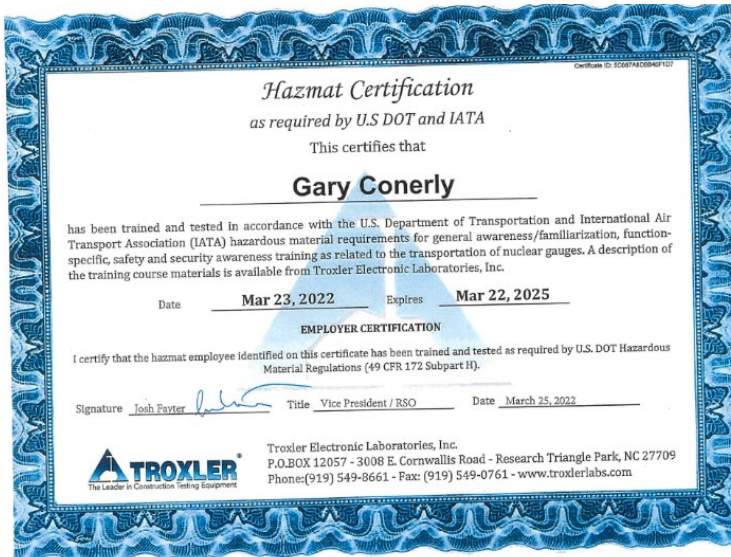 Hazmat Certification
as required by U.S DOT and IATA
This certifies that
Gary Conerly
has been trained and tested in accordance with the U.S. Department of Transportation and International Air
Transport Association (IATA) hazardous material requirements for general awareness/familiarization, function-
specific, safety and security awareness training as related to the transportation of nuclear gauges. A description of
the training course materials is available from Troxler Electronic Laboratories, Inc.
Date Mar 23, 2022 Expires Mar 22, 2025
EMPLOYER CERTIFICATION
I certify that the hazmat employee identified on this certificate has been trained and tested as required by U.S. DOT Hazardous
Material Regulations (49 CFR 172 Subpart H).
Signature Josh Fayter Title Vice President / RSO Date March 25, 2022
TROXLER®
The Leader in Construction Testing Equipment
Troxler Electronic Laboratories, Inc.
P.O.BOX 12057 - 3008 E. Cornwallis Road - Research Triangle Park, NC 27709
Phone:(919) 549-8661 - Fax: (919) 549-0761 - www.troxlerlabs.com